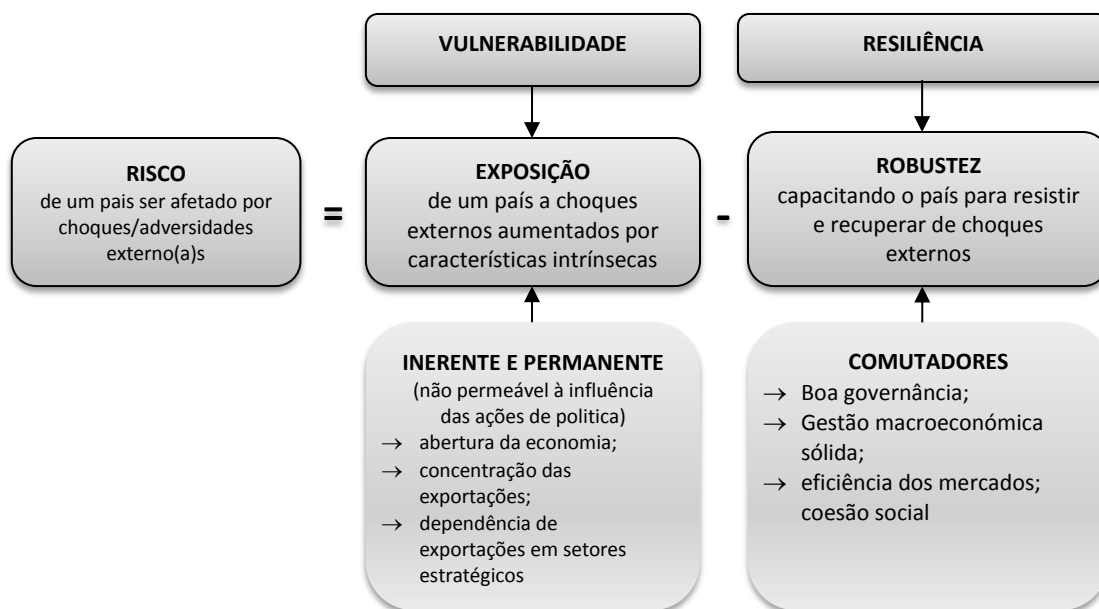 VULNERABILIDADE
RESILIÊNCIA
RISCO
de um pais ser afetado por
choques/adversidades
externo(a)s
=
EXPOSIÇÃO
de um país a choques
externos aumentados por
características intrínsecas
-
ROBUSTEZ
capacitando o país para resistir
e recuperar de choques
externos
INERENTE E PERMANENTE
(não permeável à influência
das ações de politica)
→ abertura da economia;
→ concentração das
exportações;
→ dependência de
exportações em setores
estratégicos
COMUTADORES
→ Boa governância;
→ Gestão macroeconómica
sólida;
→ eficiência dos mercados;
coesão social